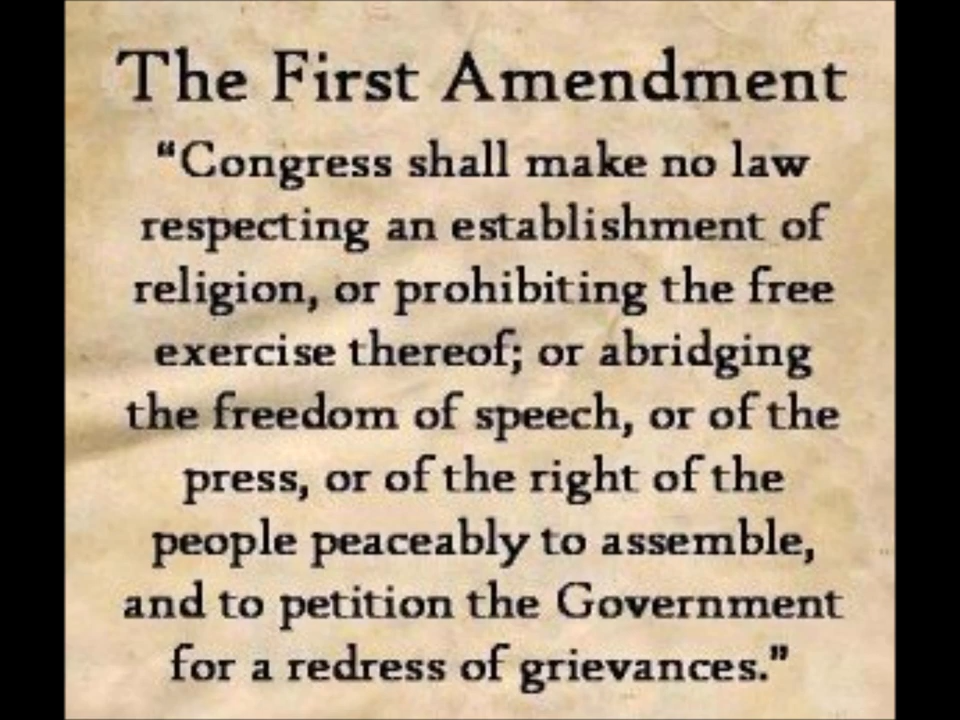 The First Amendment
“Congress shall make no law
respecting an establishment of
religion, or prohibiting the free
exercise thereof; or abridging
the freedom of speech, or of the
press, or of the right of the
people peaceably to assemble,
and to petition the Government
for a redress of grievances.”